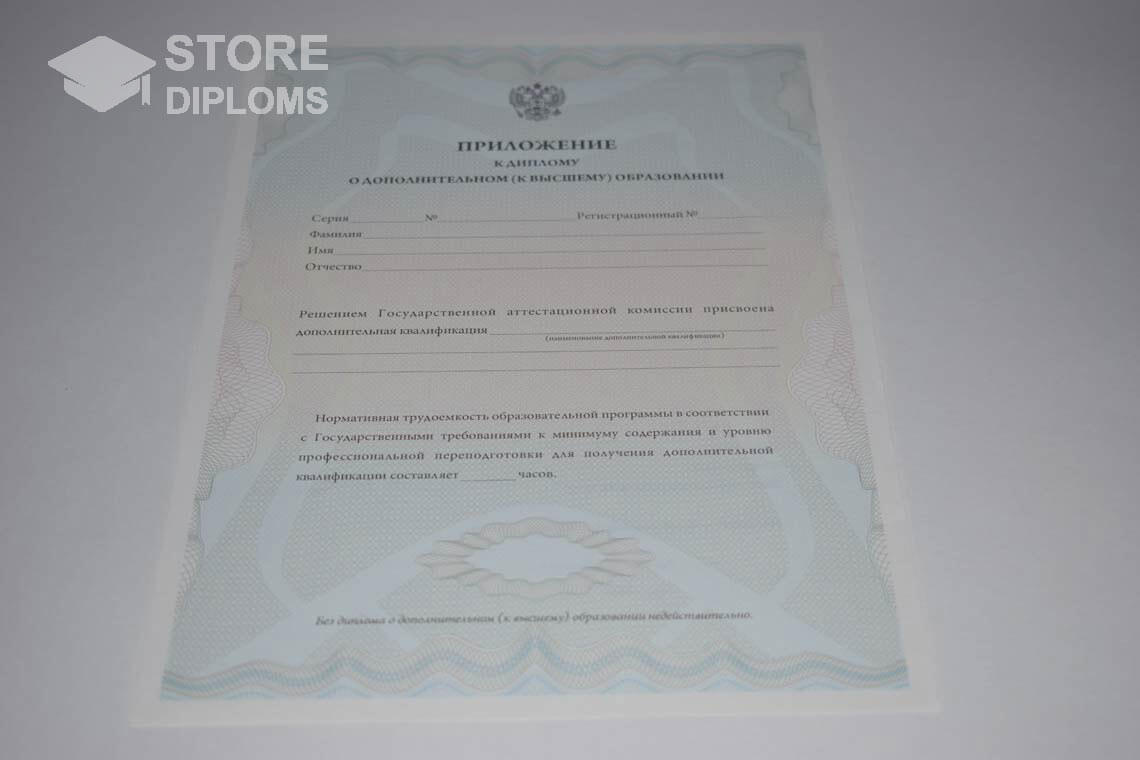 STORE
DIPLOMS
ПРИЛОЖЕНИЕ
К ДИПЛОМУ
О ДОПОЛНИТЕЛЬНОМ (К ВЫСШЕМУ) ОБРАЗОВАНИИ
Серия № Регистрационный №
Фамилия
Имя
Отчество
Решением Государственной аттестационной комиссии присвоена
дополнительная квалификация
(наименование дополнительной квалификации)
Нормативная трудоемкость образовательной программы в соответствии
с Государственными требованиями к минимуму содержания и уровню
профессиональной переподготовки для получения дополнительной
квалификации составляет ______ часов.
Без диплома о дополнительном (к высшему) образовании недействительно.